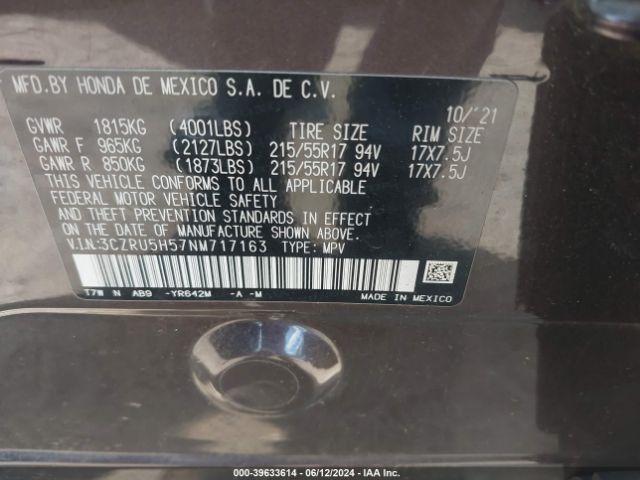 MFD.BY HONDA DE MEXICO S.A. DE C.V.
10/'21
GVWR 1815KG (4001LBS) TIRE SIZE RIM SIZE
GAWR F 965KG (2127LBS) 215/55R17 94V 17X7.5J
GAWR R 850KG (1873LBS) 215/55R17 94V 17X7.5J
THIS VEHICLE CONFORMS TO ALL APPLICABLE
FEDERAL MOTOR VEHICLE SAFETY
AND THEFT PREVENTION STANDARDS IN EFFECT
ON THE DATE OF MANUFACTURE SHOWN ABOVE.
V.I.N:3CZRU5H57NM717163 TYPE: MPV
T7W N AB9 -YR642M -A -M MADE IN MEXICO
000-39633614 - 06/12/2024 - IAA Inc.